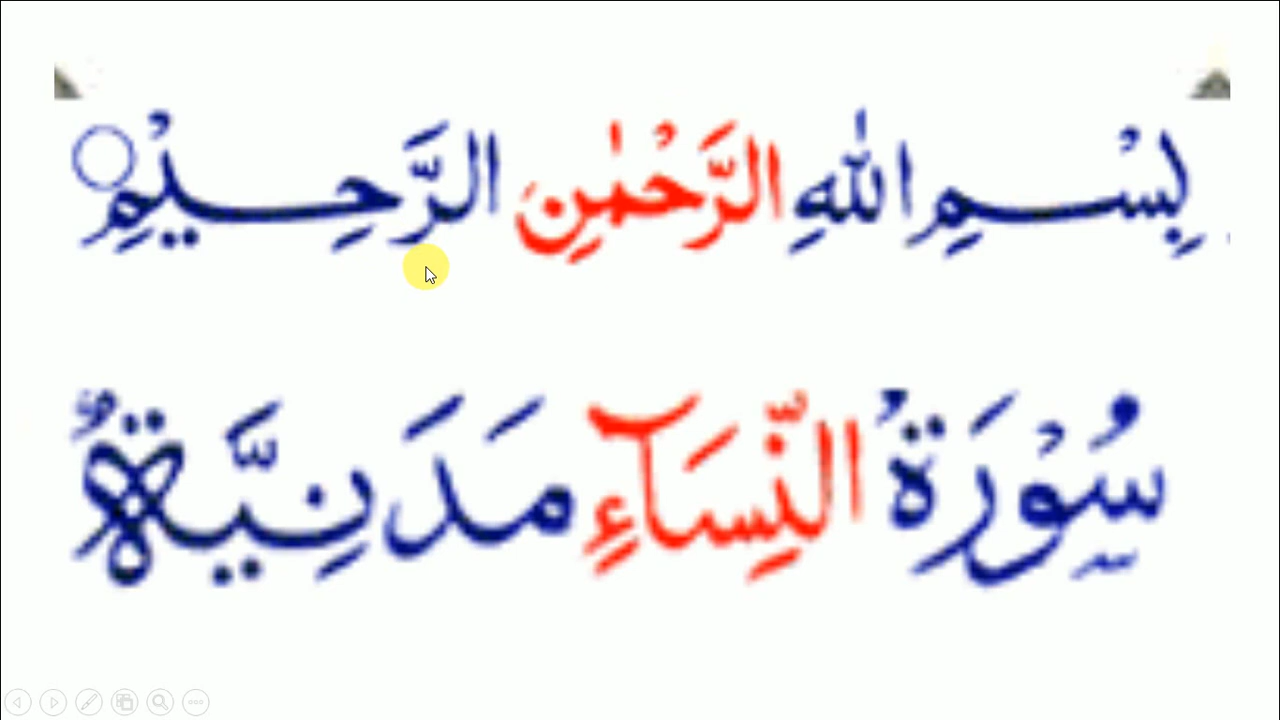 بِسْمِ اللّٰهِ الرَّحْمٰنِ الرَّحِيْمِ
سُوْرَةُ النِّسَآءِ مَدَنِيَّةٌ